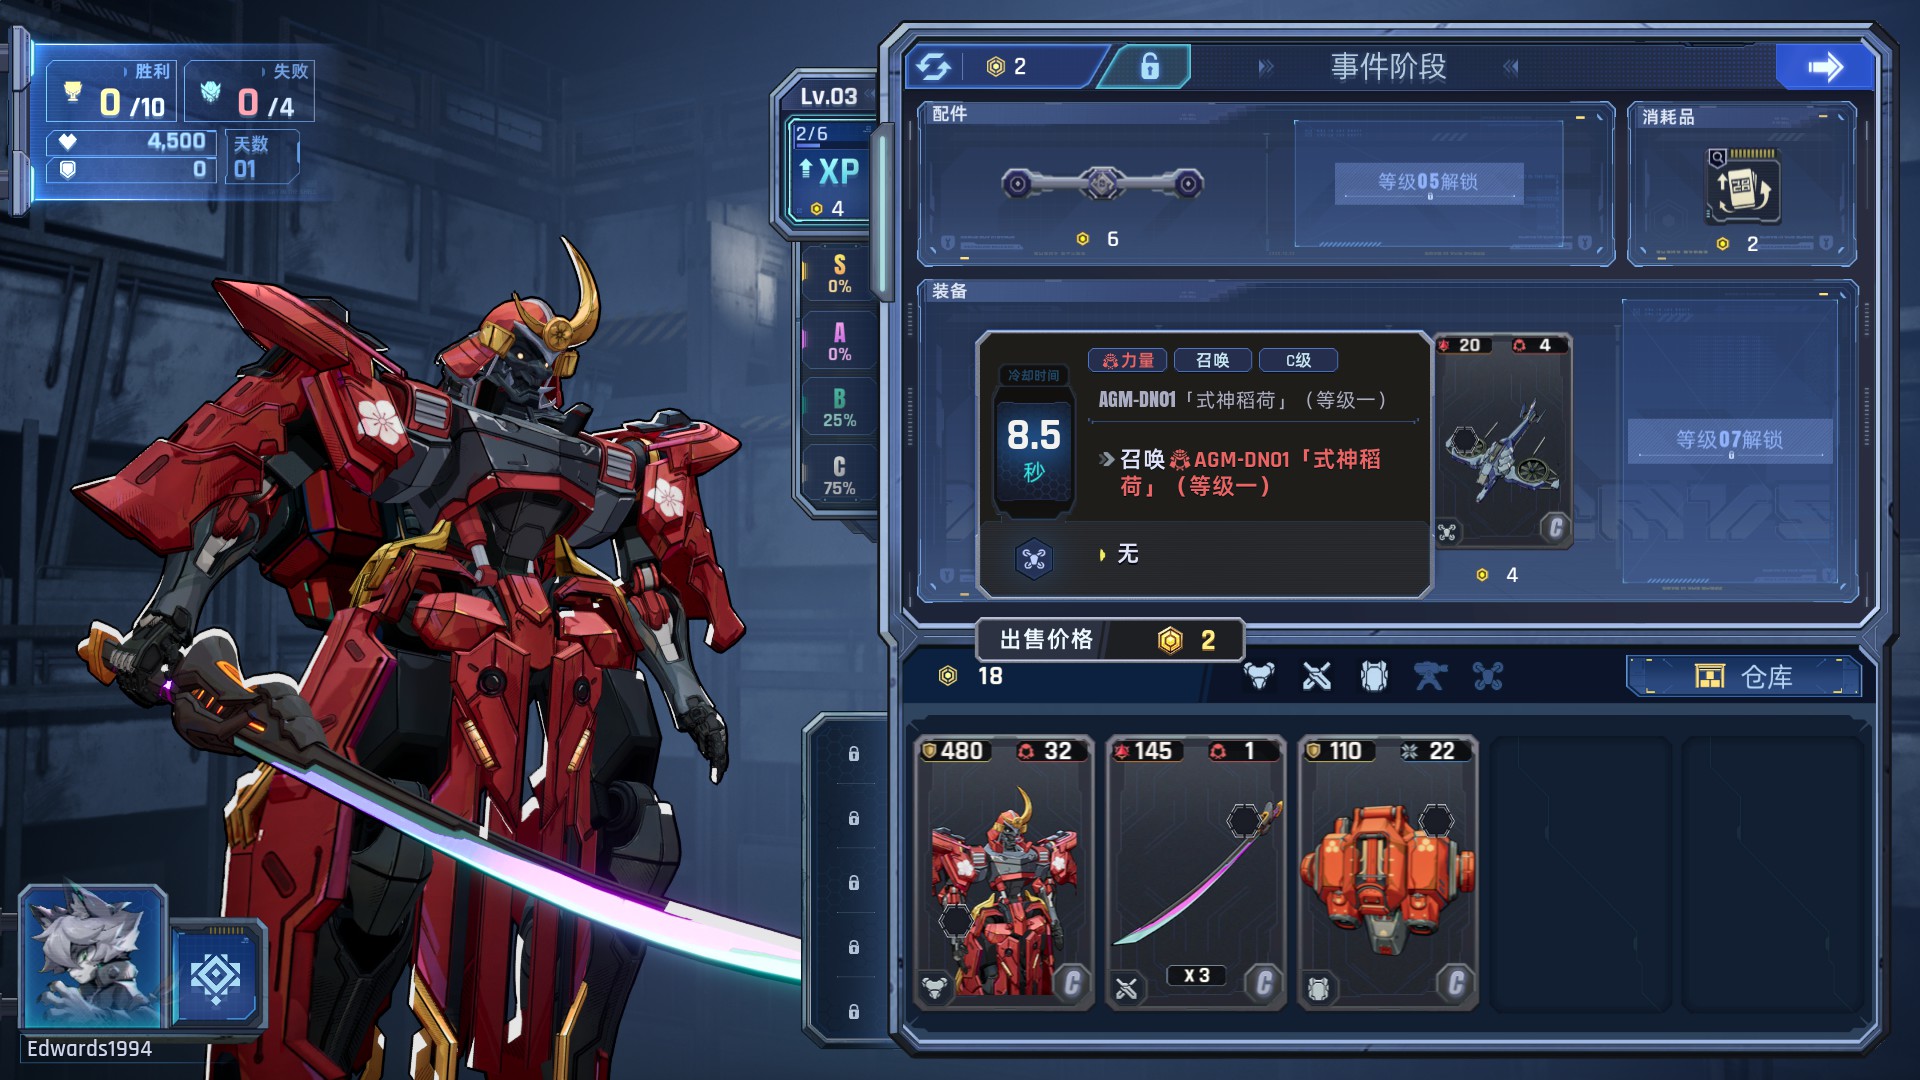 胜利
0 /10
失败
0 /4
4,500
0
天数
01
Lv.03
2/6
XP
4
S
0%
A
0%
B
25%
C
75%
2
事件阶段
配件
6
等级05解锁
消耗品
2
装备
冷却时间
8.5
秒
力量
召唤
C级
AGM-DN01「式神稻荷」（等级一）
召唤 AGM-DN01「式神稻
荷」（等级一）
无
20
4
C
4
等级07解锁
出售价格
2
18
仓库
480
32
C
145
1
x 3
C
110
22
C
Edwards1994